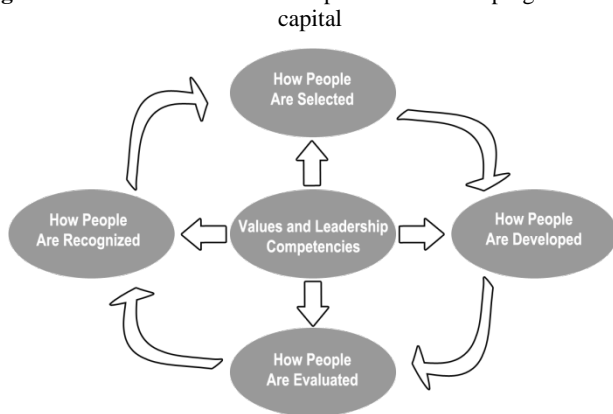 capital
How People
Are Selected
How People
Are Recognized
Values and Leadership
Competencies
How People
Are Developed
How People
Are Evaluated